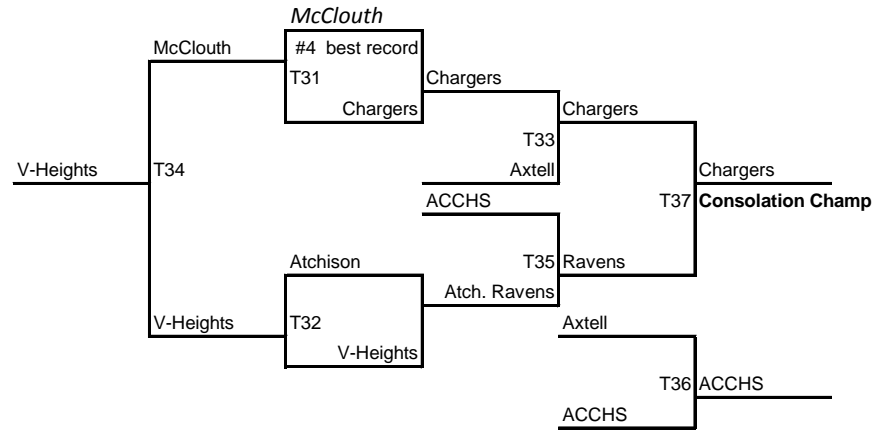 McClouth
McClouth
#4 best record
T31
Chargers
Chargers
Chargers
T33
Axtell
V-Heights
T34
Chargers
T37
Consolation Champ
ACCHS
Atchison
T35
Ravens
Atch. Ravens
V-Heights
T32
V-Heights
Axtell
T36
ACCHS
ACCHS